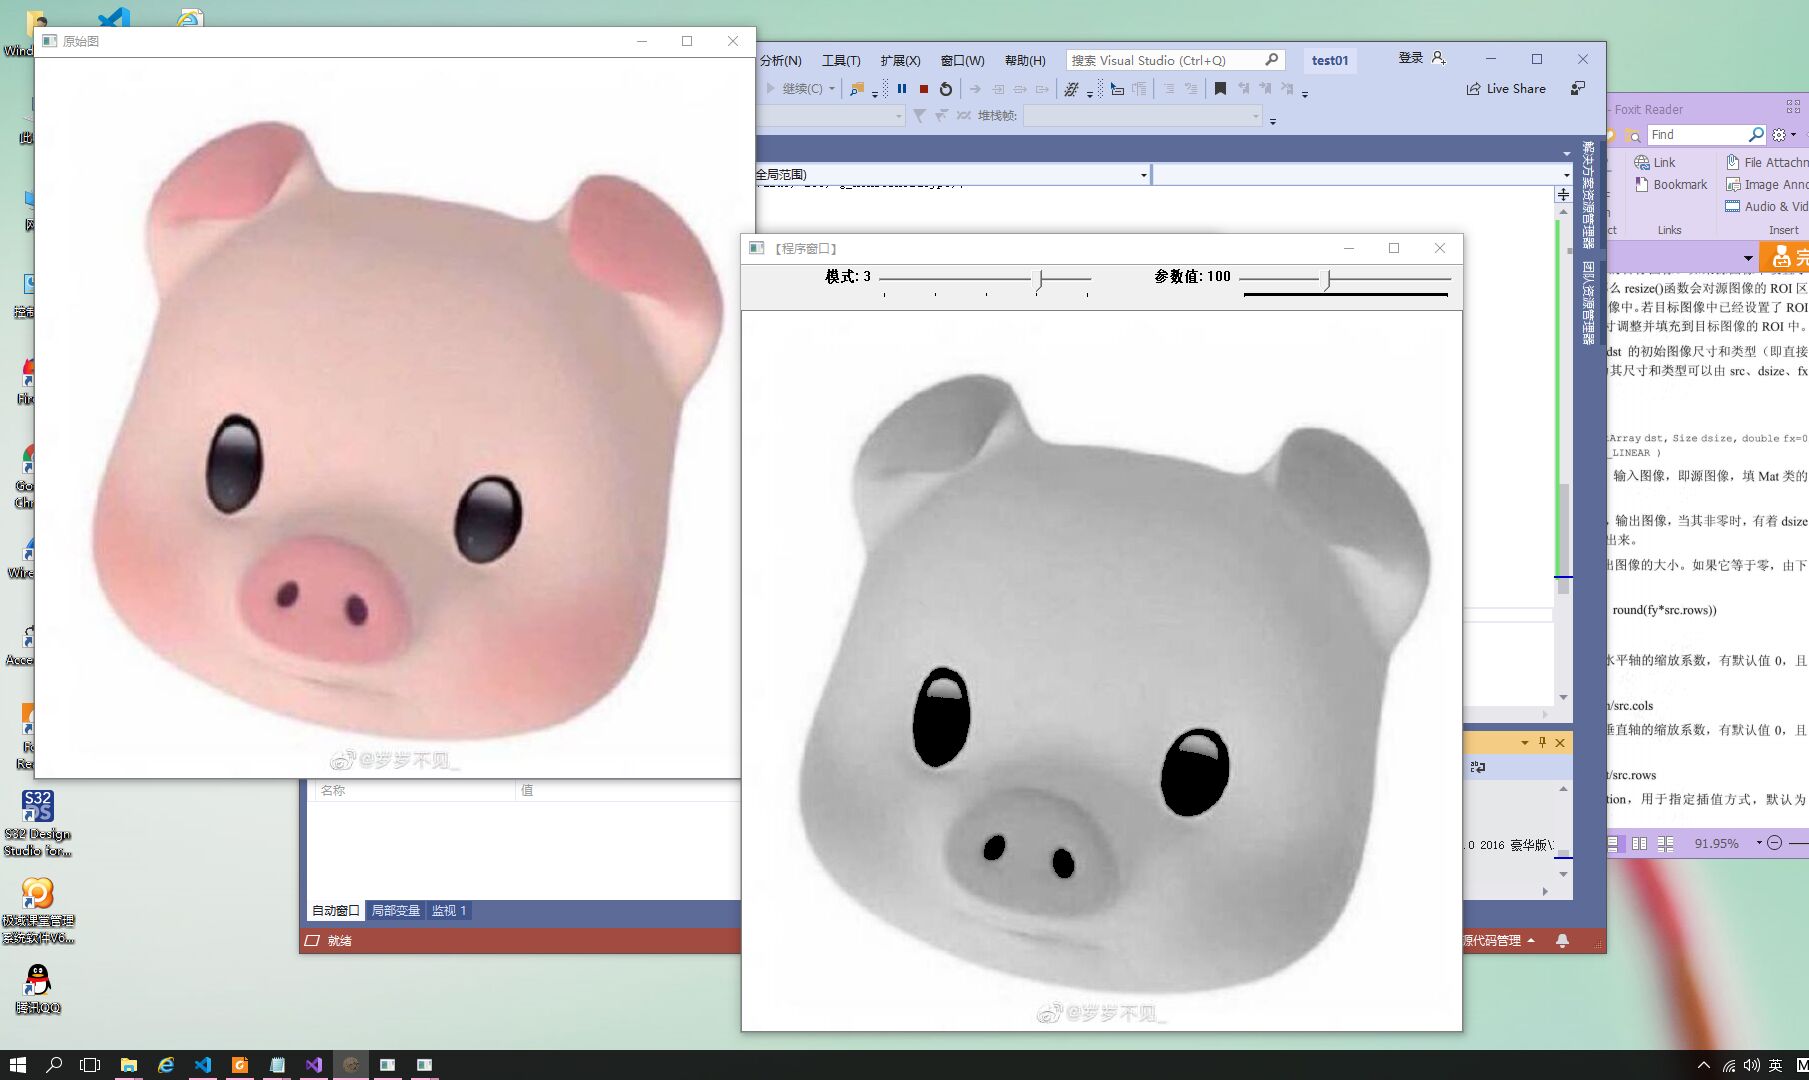 原始图
@岁岁不见_
分析(N) 工具(T) 扩展(X) 窗口(W) 帮助(H)
搜索 Visual Studio (Ctrl+Q)
test01
登录
继续(C)
Live Share
堆栈帧:
全局范围)
解决方案资源管理器
团队资源管理器
【程序窗口】
模式: 3
参数值: 100
@岁岁不见_
名称 值
自动窗口 局部变量 监视 1
就绪
源代码管理
.0 2016 豪华版\
- Foxit Reader
Find
Link
Bookmark
Links
File Attachm
Image Anno
Audio & Vid
Insert
么 resize()函数会对源图像的 ROI 区
像中。若目标图像中已经设置了 ROI
寸调整并填充到目标图像的 ROI 中。
dst 的初始图像尺寸和类型（即直接
其尺寸和类型可以由 src、dsize、fx
Array dst, Size dsize, double fx=0
_LINEAR )
输入图像，即源图像，填 Mat 类的
输出图像，当其非零时，有着 dsize
出来。
出图像的大小。如果它等于零，由下
round(fy*src.rows))
水平轴的缩放系数，有默认值 0，且
/src.cols
垂直轴的缩放系数，有默认值 0，且
t/src.rows
tion，用于指定插值方式，默认为
91.95%
S32 Design
Studio for...
极域课堂管理
系统软件V6...
腾讯QQ
英